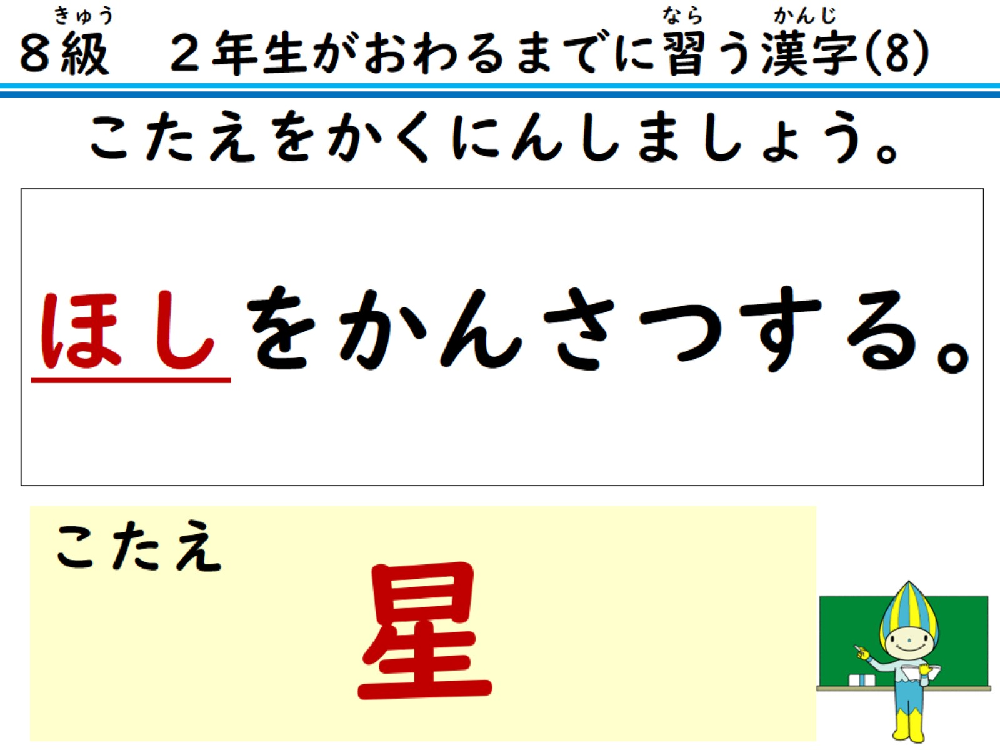 きゅう　なら　かんじ
８級　２年生がおわるまでに習う漢字(8)
こたえをかくにんしましょう。
ほしをかんさつする。
こたえ
星